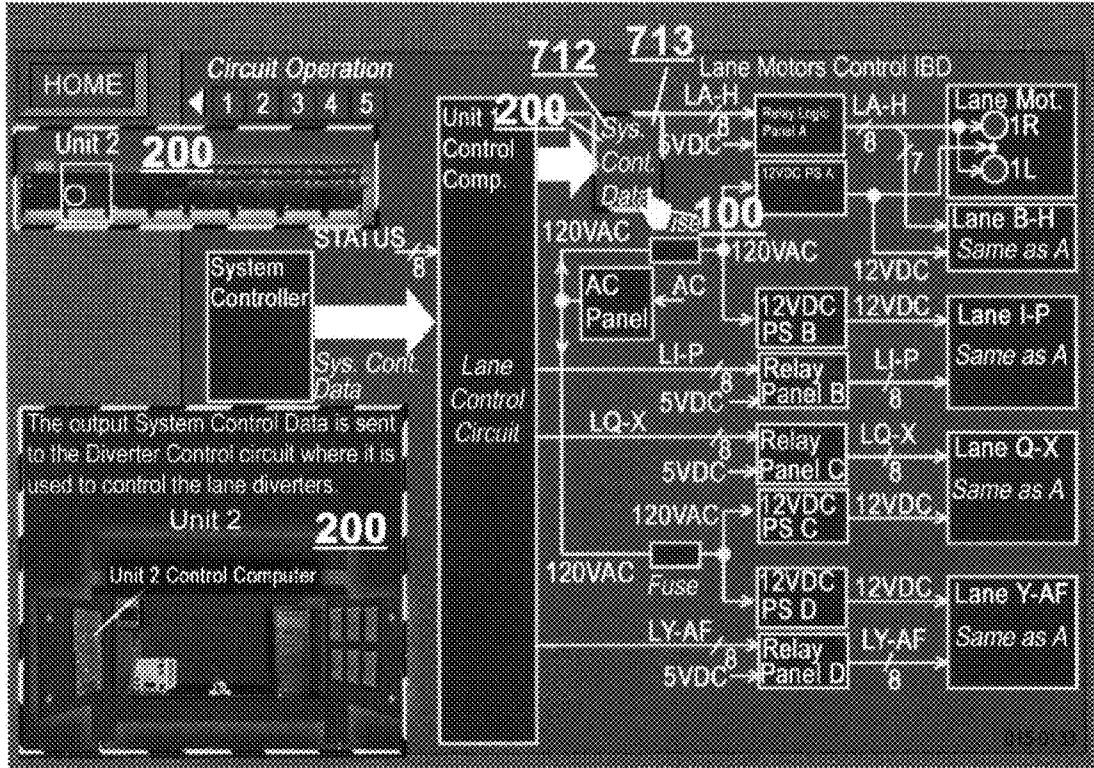 HOME
Circuit Operation
1 2 3 4 5
Unit 2
200
712
713
Lane Motors Control IBD
Unit 1
Control
Comp.
200
Sys.
Cont.
Data
LA-H
8
5VDC
Relay Logic
Panel A
12VDC PS A
LA-H
8
7
Lane Mot.
1R
1L
Lane B-H
Same as A
12VDC
STATUS
8
System
Controller
Sys. Cont.
Data
Lane
Control
Circuit
120VAC
100
120VAC
AC
Panel
AC
12VDC
PS B
12VDC
Lane I-P
Same as A
LI-P
8
5VDC
Relay
Panel B
LI-P
8
LQ-X
8
5VDC
Relay
Panel C
LQ-X
8
Lane Q-X
Same as A
120VAC
12VDC
PS C
12VDC
120VAC
Fuse
12VDC
PS D
12VDC
Lane Y-AF
Same as A
LY-AF
8
5VDC
Relay
Panel D
LY-AF
8
The output System Control Data is sent
to the Diverter Control circuit where it is
used to control the lane diverters.
Unit 2
200
Unit 2 Control Computer